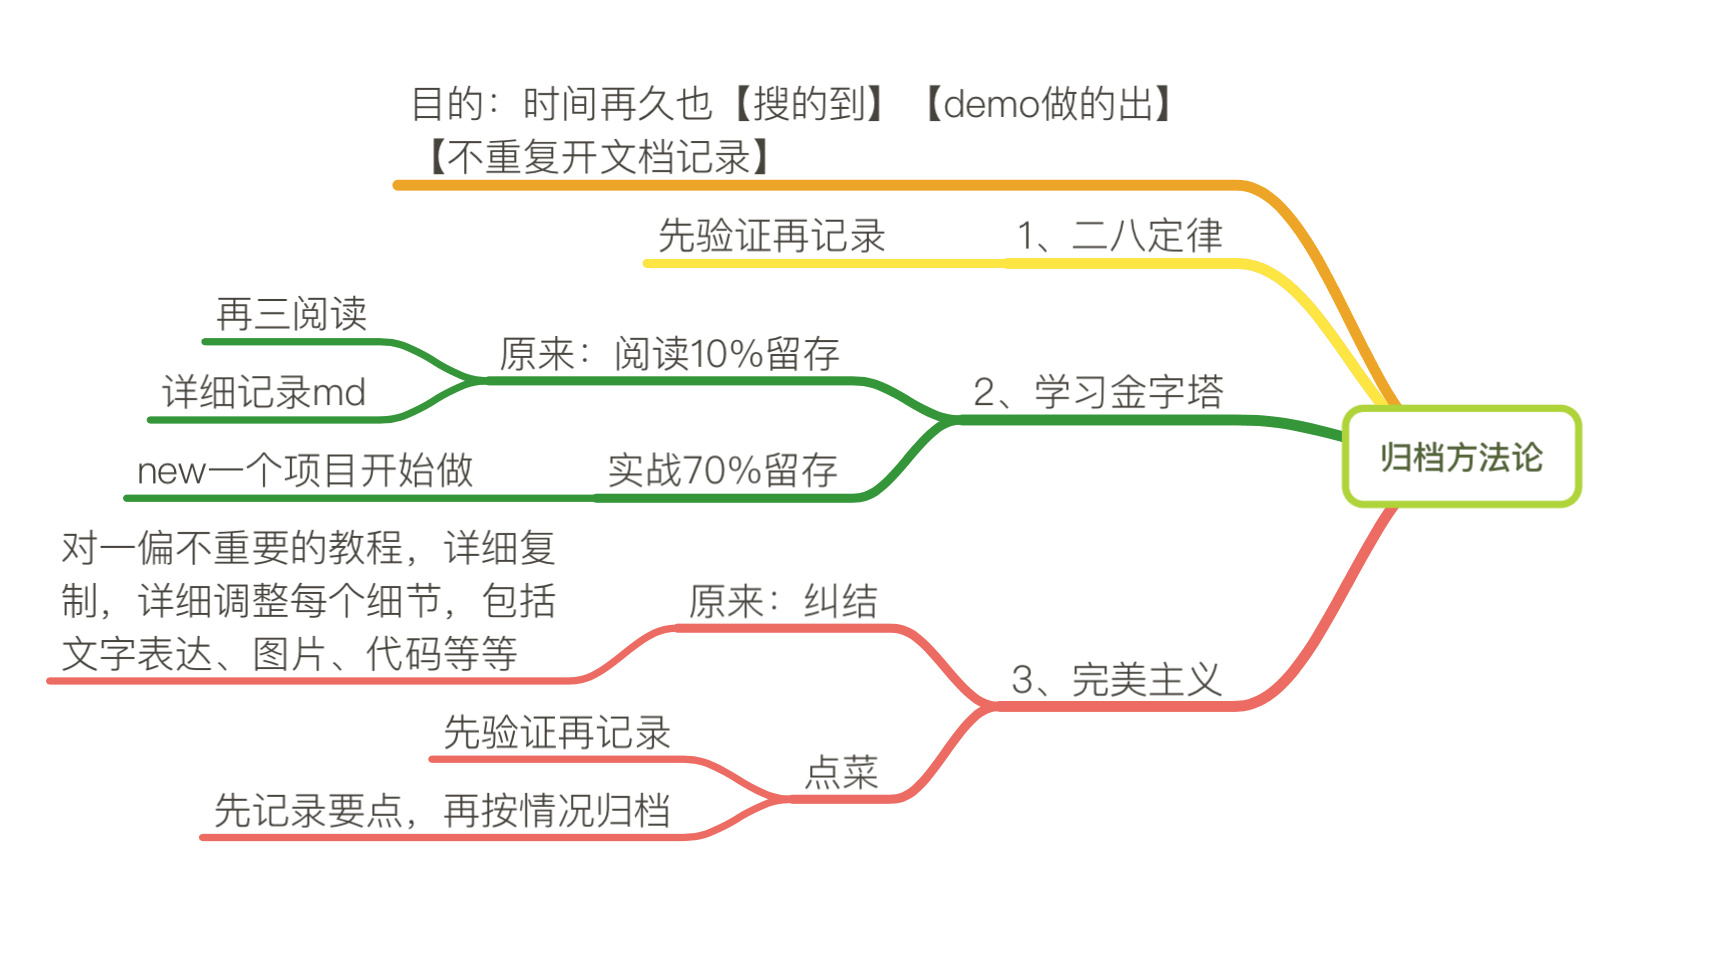 目的：时间再久也【搜的到】【demo做的出】
【不重复开文档记录】
先验证再记录
1、二八定律
再三阅读
原来：阅读10%留存
详细记录md
2、学习金字塔
new一个项目开始做
实战70%留存
归档方法论
对一偏不重要的教程，详细复
制，详细调整每个细节，包括
文字表达、图片、代码等等
原来：纠结
3、完美主义
先验证再记录
点菜
先记录要点，再按情况归档